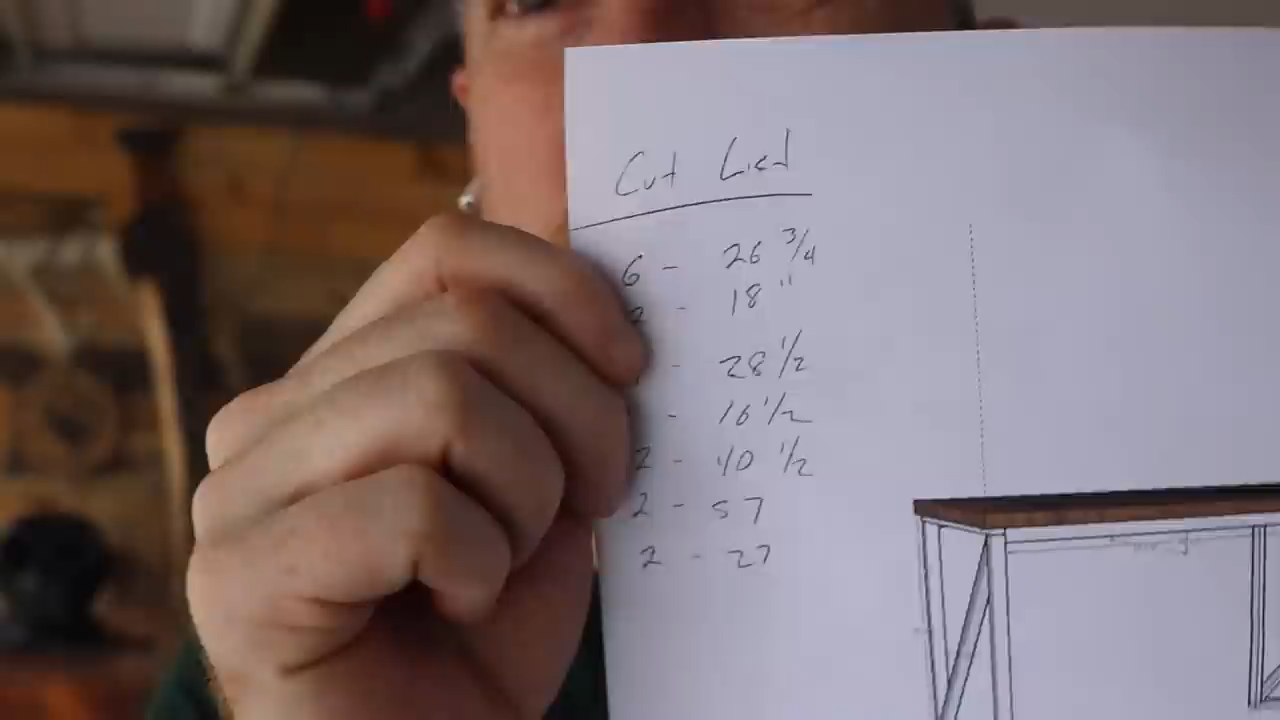 Cut List
6 - 26 3/4
2 - 18"
- 28 1/2
- 16 1/2
2 - 40 1/2
2 - 57
2 - 27